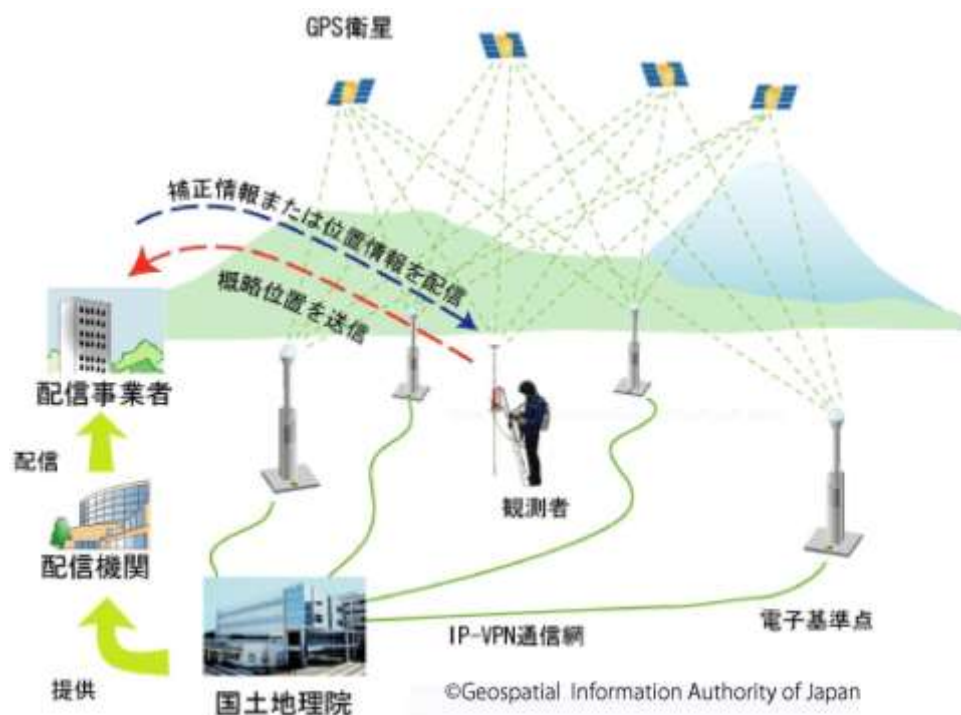 GPS衛星
補正情報または位置情報を配信
概略位置を送信
配信事業者
配信
観測者
配信機関
電子基準点
IP-VPN通信網
提供
国土地理院
©Geospatial Information Authority of Japan